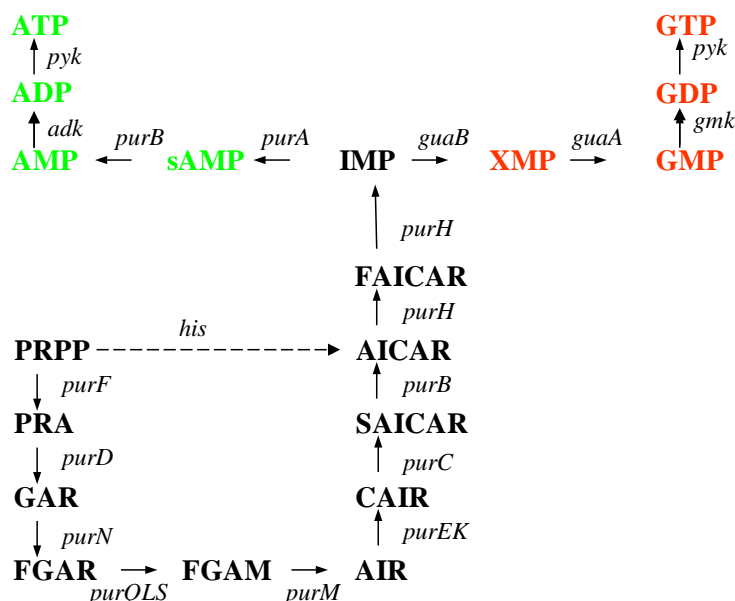 ATP GTP
pyk pyk
ADP GDP
adk gmk
purB purA guaB guaA
AMP sAMP IMP XMP GMP
purH
FAICAR
purH
his
PRPP AICAR
purF purB
PRA SAICAR
purD purC
GAR CAIR
purN purEK
FGAR FGAM AIR
purOLS purM